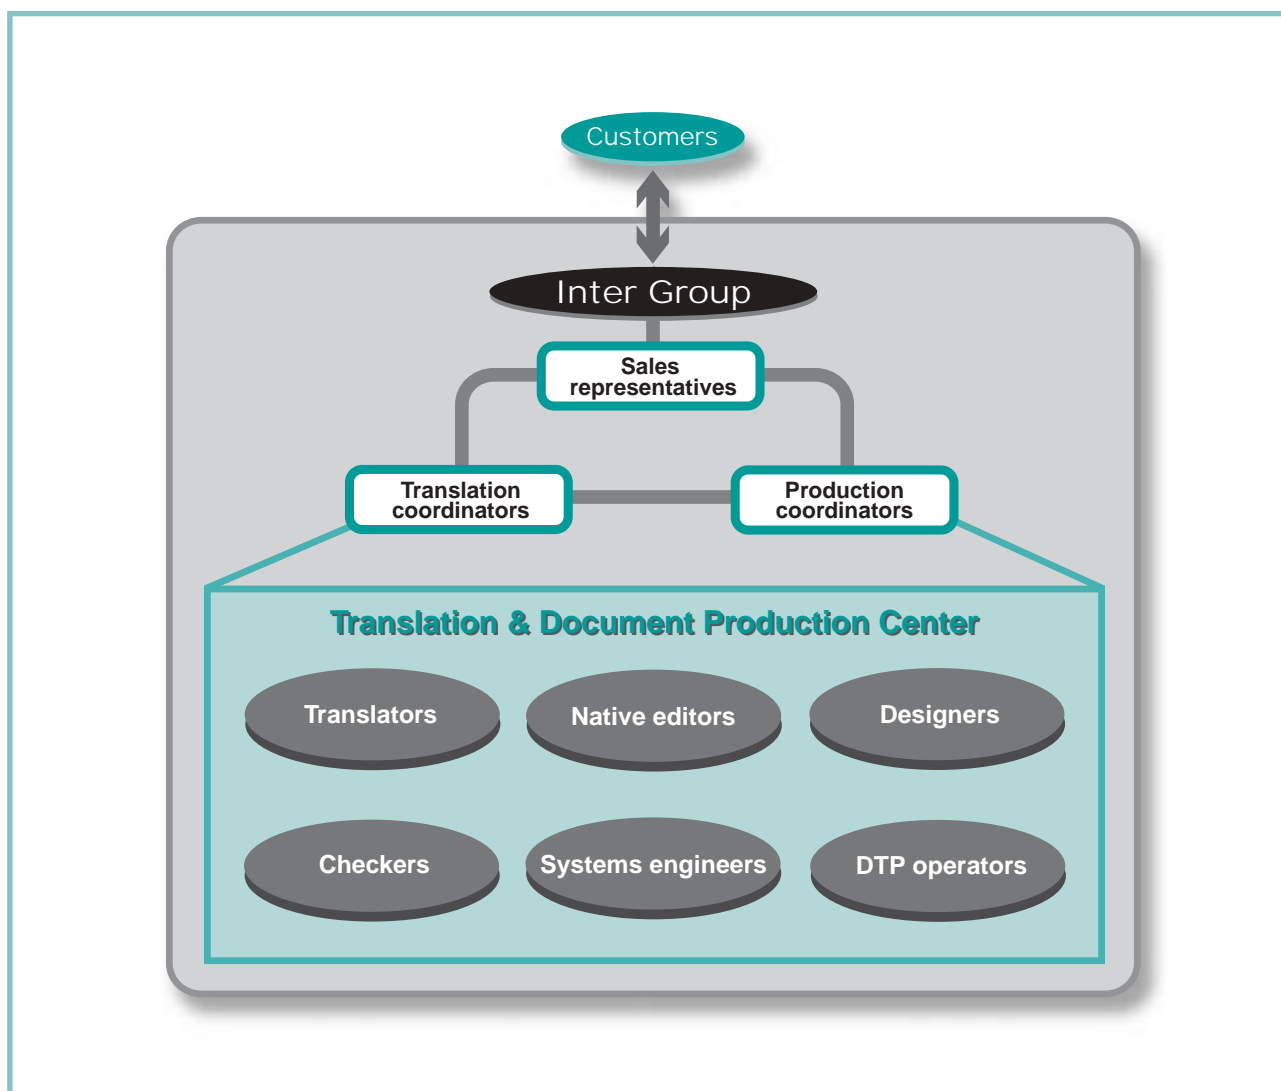 Customers
Inter Group
Sales
representatives
Translation
coordinators
Production
coordinators
Translation & Document Production Center
Translators
Native editors
Designers
Checkers
Systems engineers
DTP operators